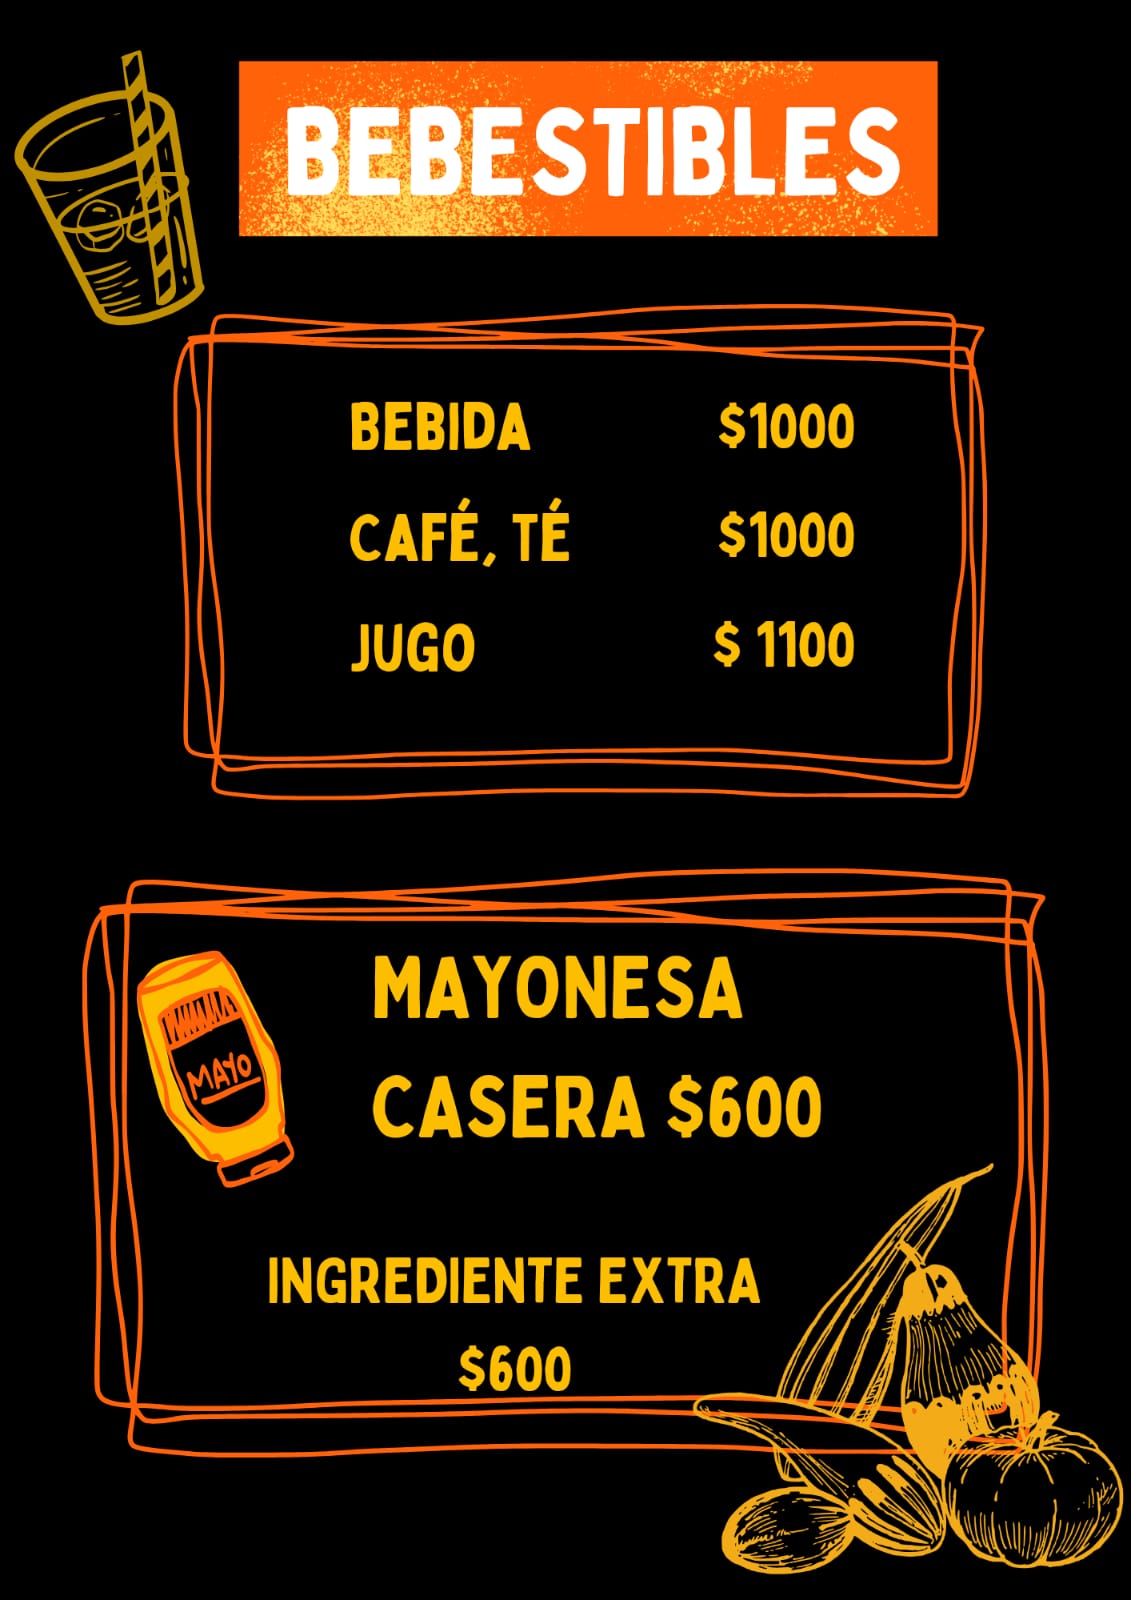 BEBESTIBLES
BEBIDA $1000
CAFÉ, TÉ $1000
JUGO $ 1100
MAYONESA
CASERA $600
MAYO
INGREDIENTE EXTRA
$600